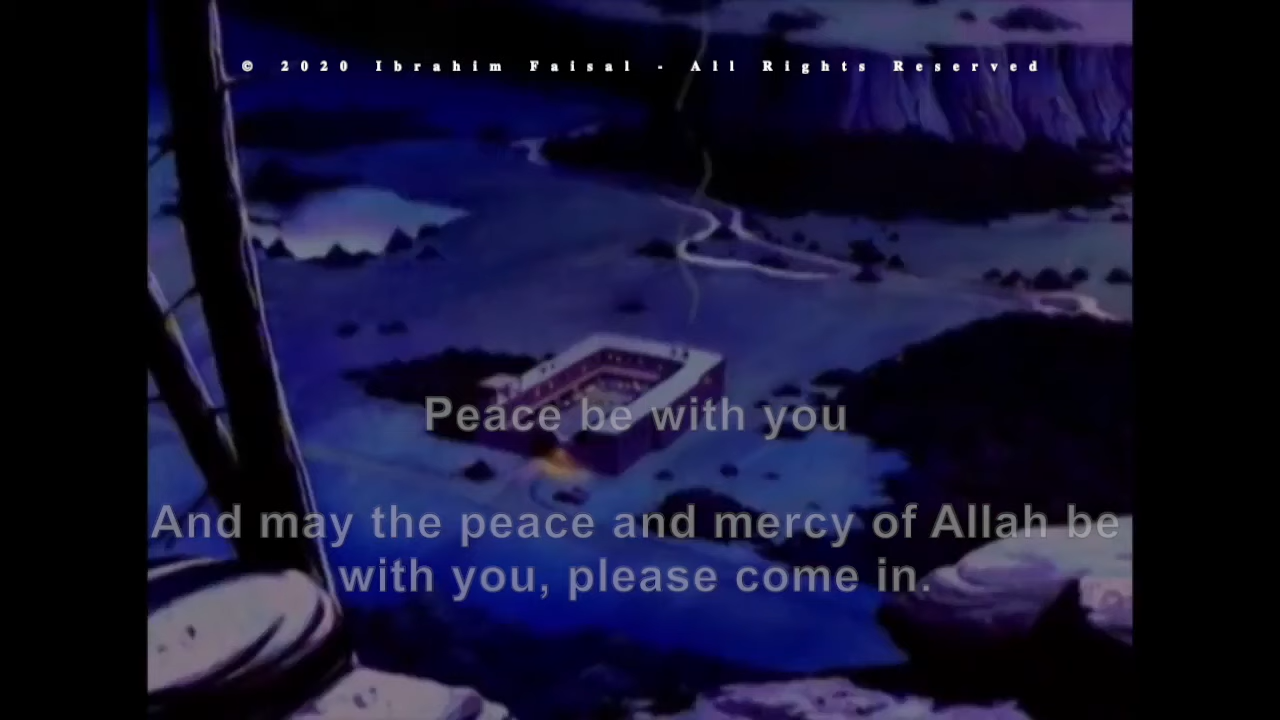 © 2020 Ibrahim Faisal - All Rights Reserved
Peace be with you
And may the peace and mercy of Allah be
with you, please come in.